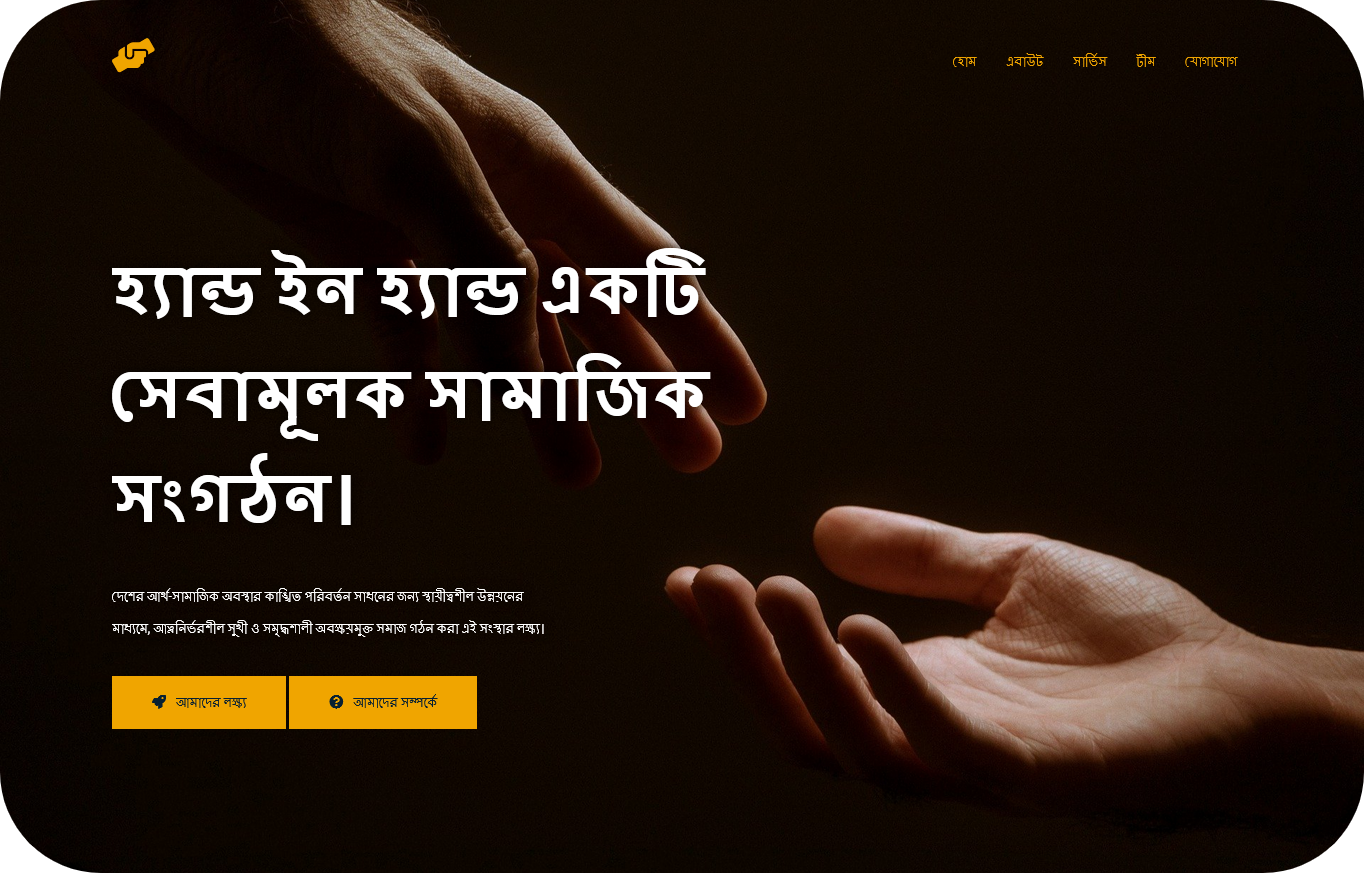 হোম এবাউট সার্ভিস টীম যোগাযোগ
হ্যান্ড ইন হ্যান্ড একটি
সেবামূলক সামাজিক
সংগঠন।
দেশের আর্থ-সামাজিক অবস্থার কাঙ্খিত পরিবর্তন সাধনের জন্য স্থায়ীত্বশীল উন্নয়নের
মাধ্যমে, আত্ননির্ভরশীল সুখী ও সমৃদ্ধশালী অবক্ষয়মুক্ত সমাজ গঠন করা এই সংস্থার লক্ষ্য।
আমাদের লক্ষ্য আমাদের সম্পর্কে